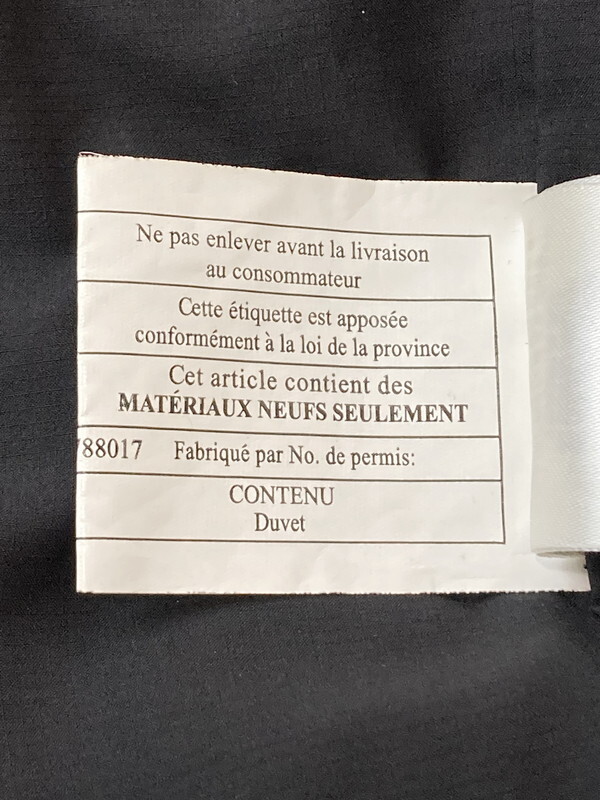 Ne pas enlever avant la livraison
au consommateur
Cette étiquette est apposée
conformément à la loi de la province
Cet article contient des
MATÉRIAUX NEUFS SEULEMENT
88017 Fabriqué par No. de permis:
CONTENU
Duvet